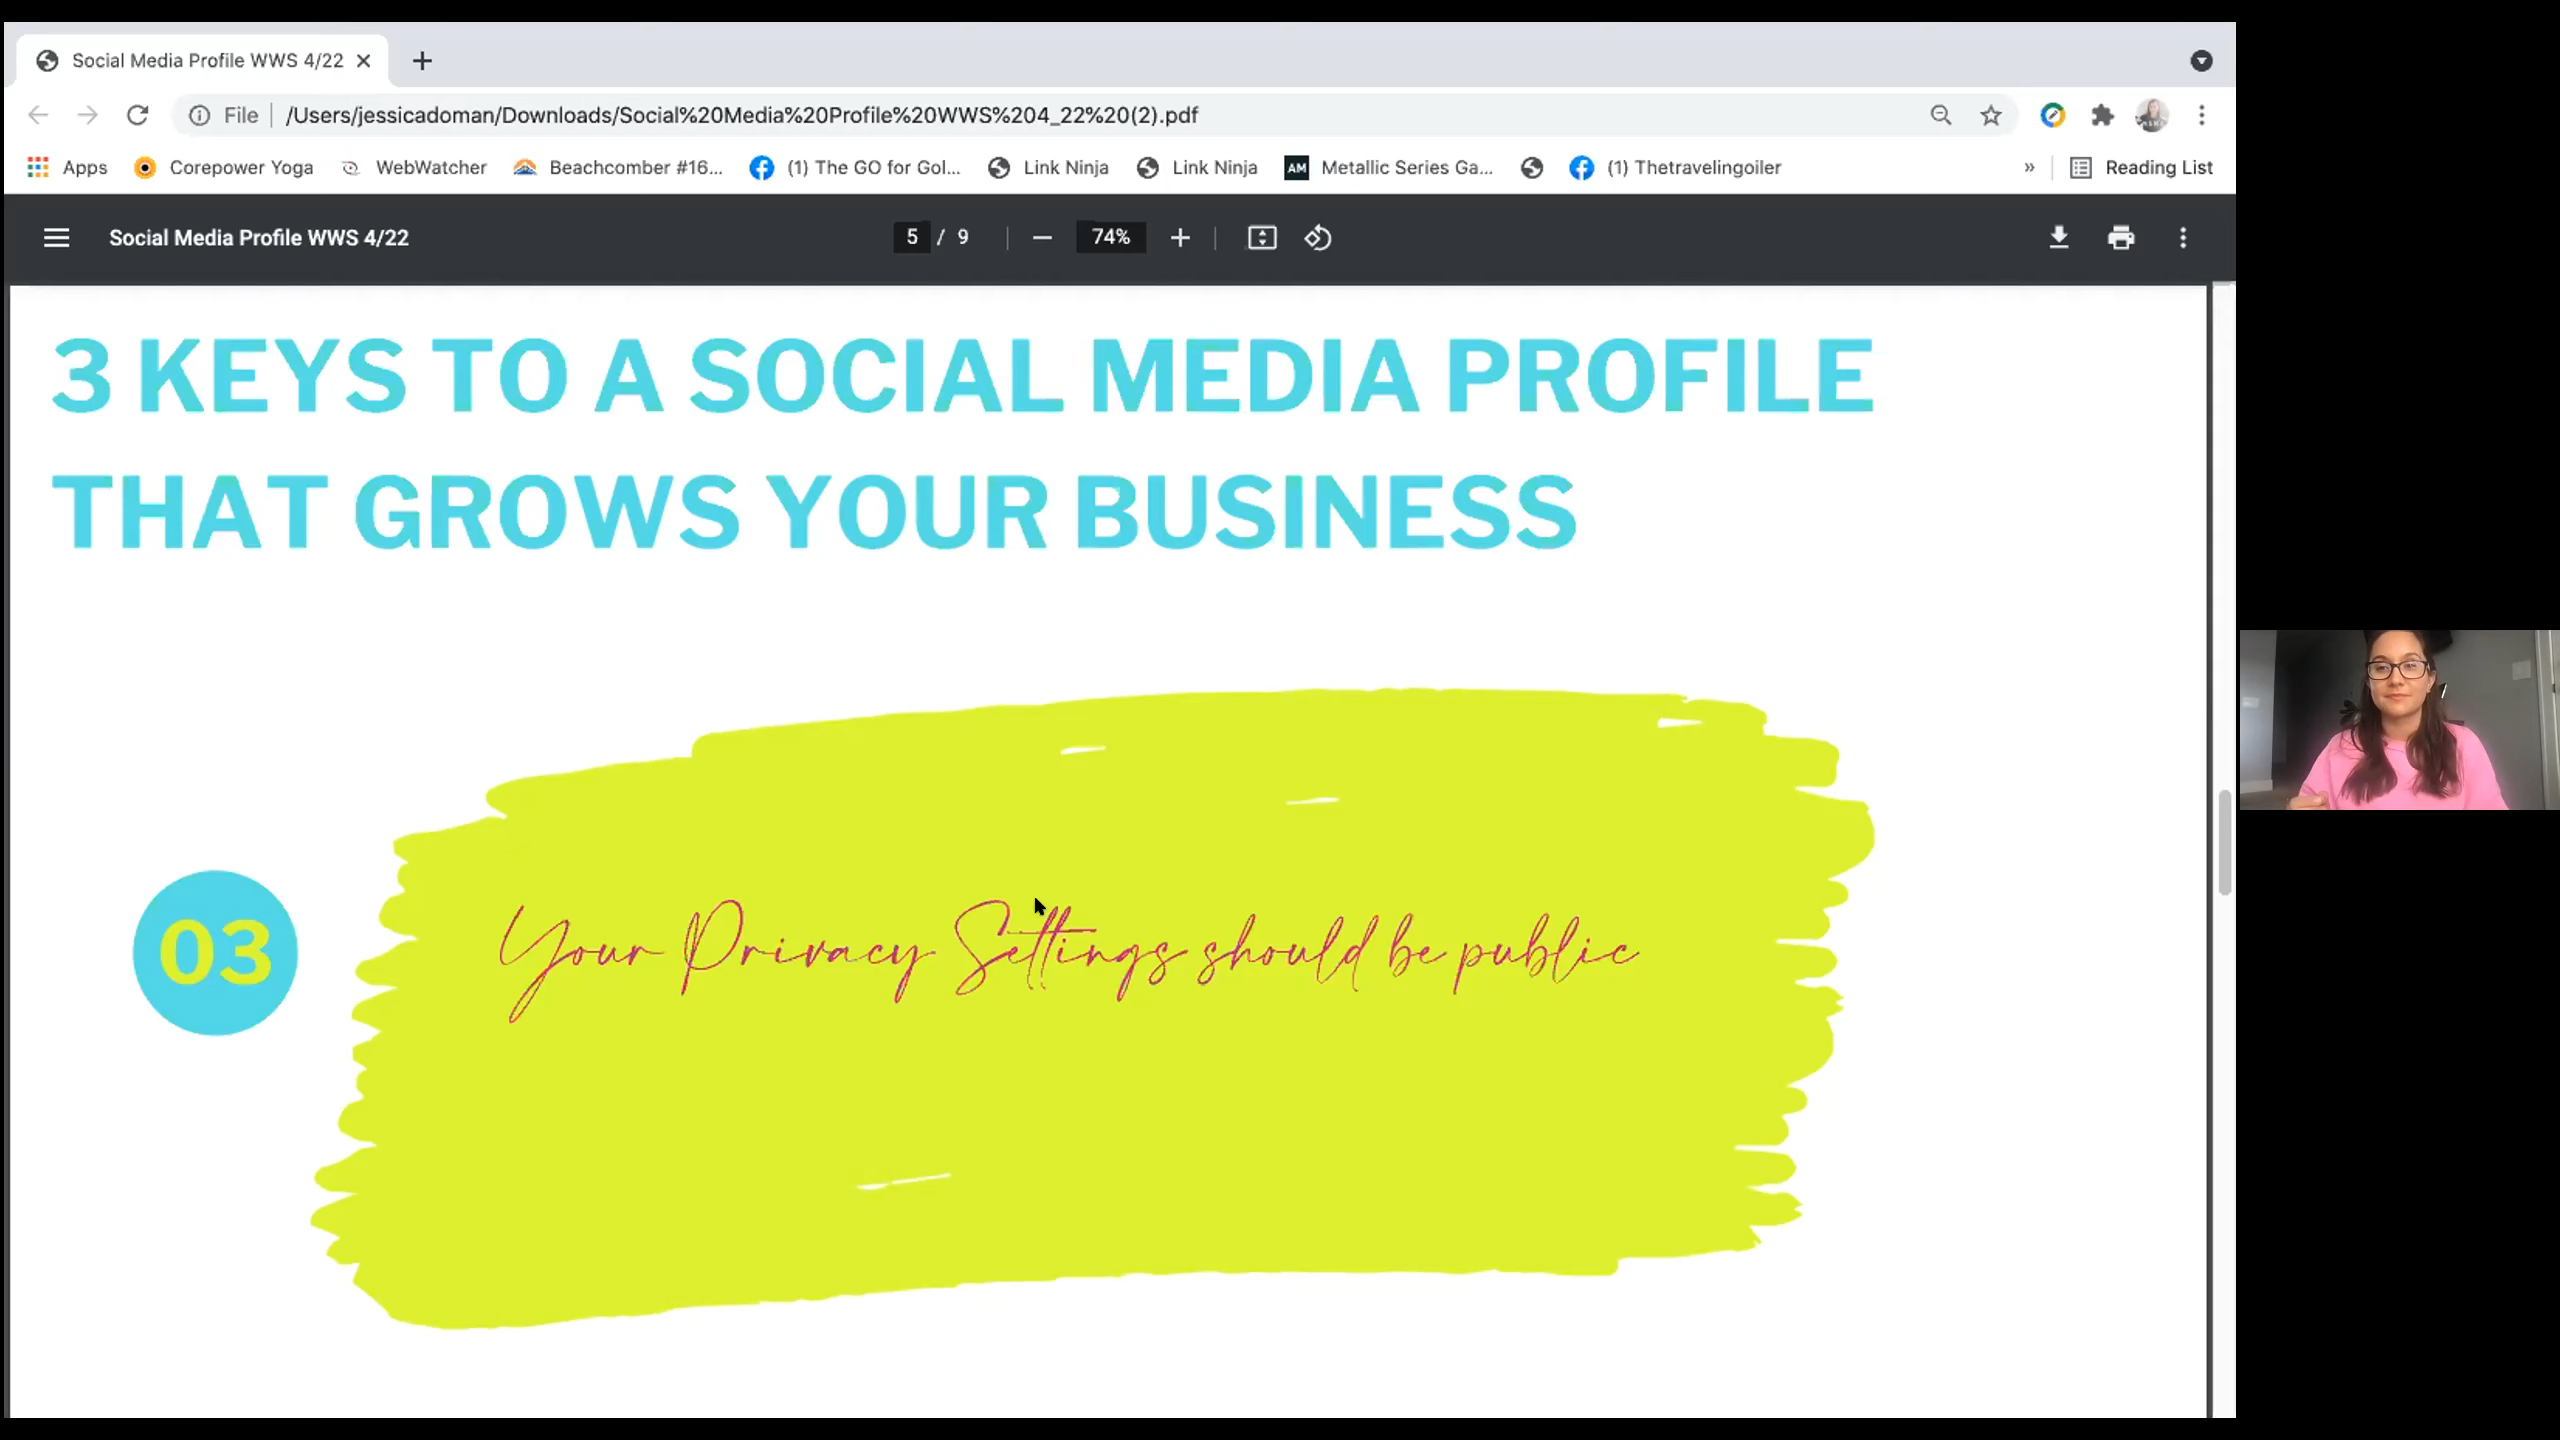 Social Media Profile WWS 4/22
File /Users/jessicadoman/Downloads/Social%20Media%20Profile%20WWS%204_22%20(2).pdf
Apps Corepower Yoga WebWatcher Beachcomber #16... (1) The GO for Gol... Link Ninja Link Ninja AM Metallic Series Ga... (1) Thetravelingoiler » Reading List
Social Media Profile WWS 4/22 5 / 9 74%
3 KEYS TO A SOCIAL MEDIA PROFILE
THAT GROWS YOUR BUSINESS
03 Your Privacy Settings should be public